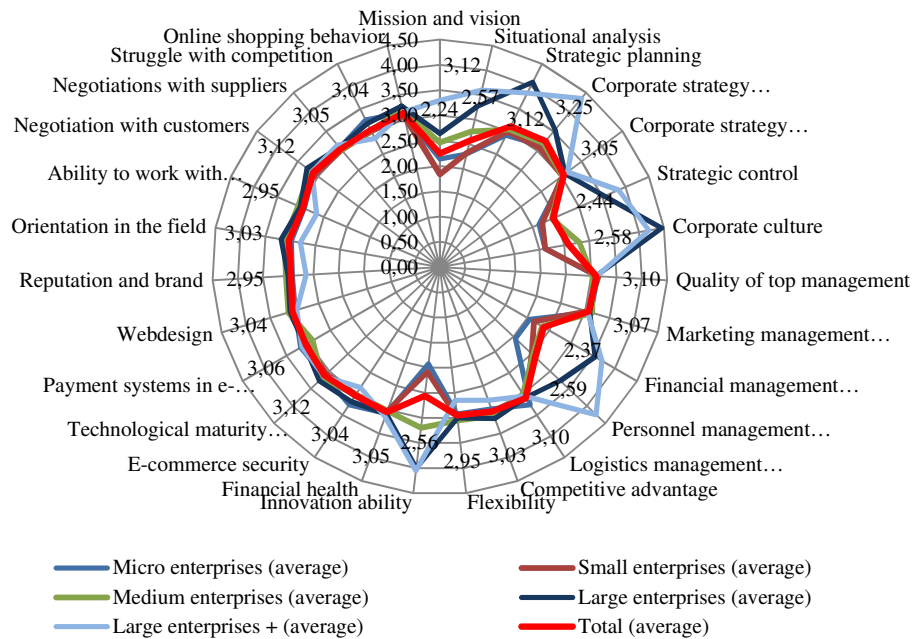 Mission and vision
Online shopping behavior
4,50
Situational analysis
Struggle with competition
4,00
3,12
Strategic planning
Negotiations with suppliers
3,04
3,50
2,57
Corporate strategy…
3,05
3,00
2,24
3,12
3,25
Negotiation with customers
2,50
Corporate strategy…
3,12
2,00
3,05
Ability to work with…
1,50
Strategic control
2,95
1,00
2,44
Orientation in the field
0,50
Corporate culture
3,03
0,00
2,58
Reputation and brand
2,95
3,10
Quality of top management
Webdesign
3,04
3,07
Marketing management…
3,06
2,37
Payment systems in e-…
Financial management…
3,12
2,59
Technological maturity…
Personnel management…
3,04
2,56
3,10
E-commerce security
3,05
2,95
3,03
Logistics management…
Financial health
Competitive advantage
Innovation ability
Flexibility
Micro enterprises (average)
Small enterprises (average)
Medium enterprises (average)
Large enterprises (average)
Large enterprises + (average)
Total (average)